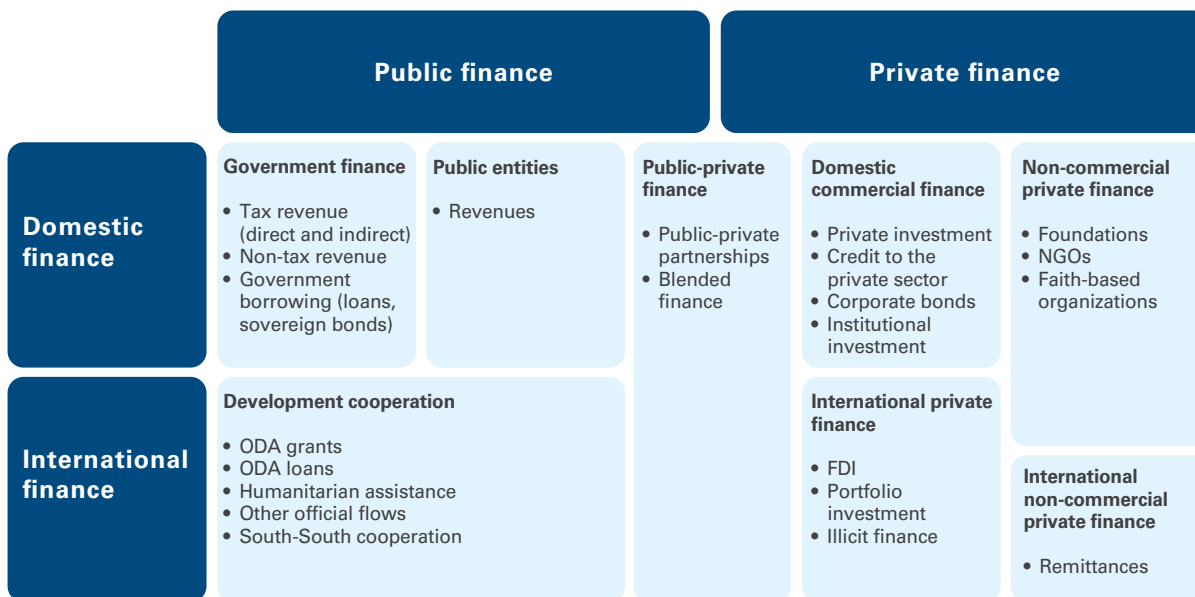 Public finance
Private finance
Domestic
finance
Government finance
• Tax revenue
(direct and indirect)
• Non-tax revenue
• Government
borrowing (loans,
sovereign bonds)
Public entities
• Revenues
Public-private
finance
• Public-private
partnerships
• Blended
finance
Domestic
commercial finance
• Private investment
• Credit to the
private sector
• Corporate bonds
• Institutional
investment
Non-commercial
private finance
• Foundations
• NGOs
• Faith-based
organizations
International
finance
Development cooperation
• ODA grants
• ODA loans
• Humanitarian assistance
• Other official flows
• South-South cooperation
International private
finance
• FDI
• Portfolio
investment
• Illicit finance
International
non-commercial
private finance
• Remittances